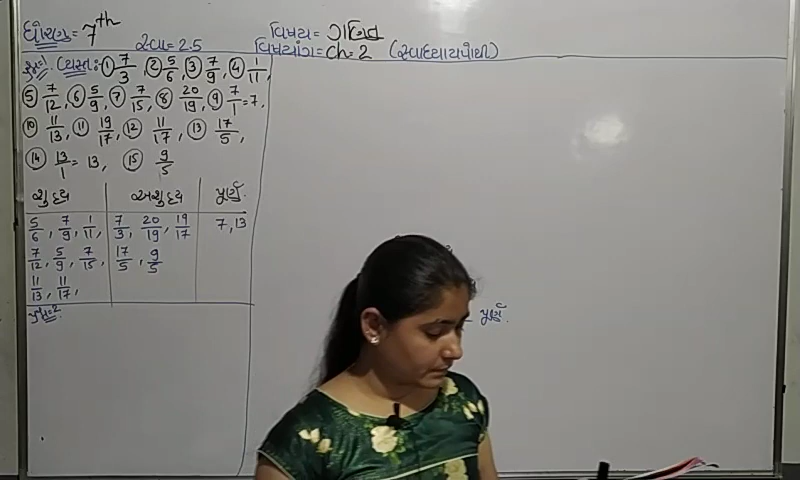 ધોરણ = 7th
સ્વા = 2.5
વિષય = ગણિત
વિષયાંગ = Ch = 2 (સ્વાધ્યાયપોથી)
① 7/3, ② 5/6, ③ 7/9, ④ 1/11,
⑤ 7/12, ⑥ 5/9, ⑦ 7/15, ⑧ 20/19, ⑨ 7/1 = 7,
⑩ 11/13, ⑪ 19/17, ⑫ 11/17, ⑬ 17/5,
⑭ 13/1 = 13, ⑮ 9/5
શુદ્ધ અશુદ્ધ પૂર્ણ.
5/6, 7/9, 1/11, 7/3, 20/19, 19/17 7, 13
7/12, 5/9, 7/15, 17/5, 9/5
11/13, 11/17,
પ્રશ્ન=2.
પૂર્ણ.